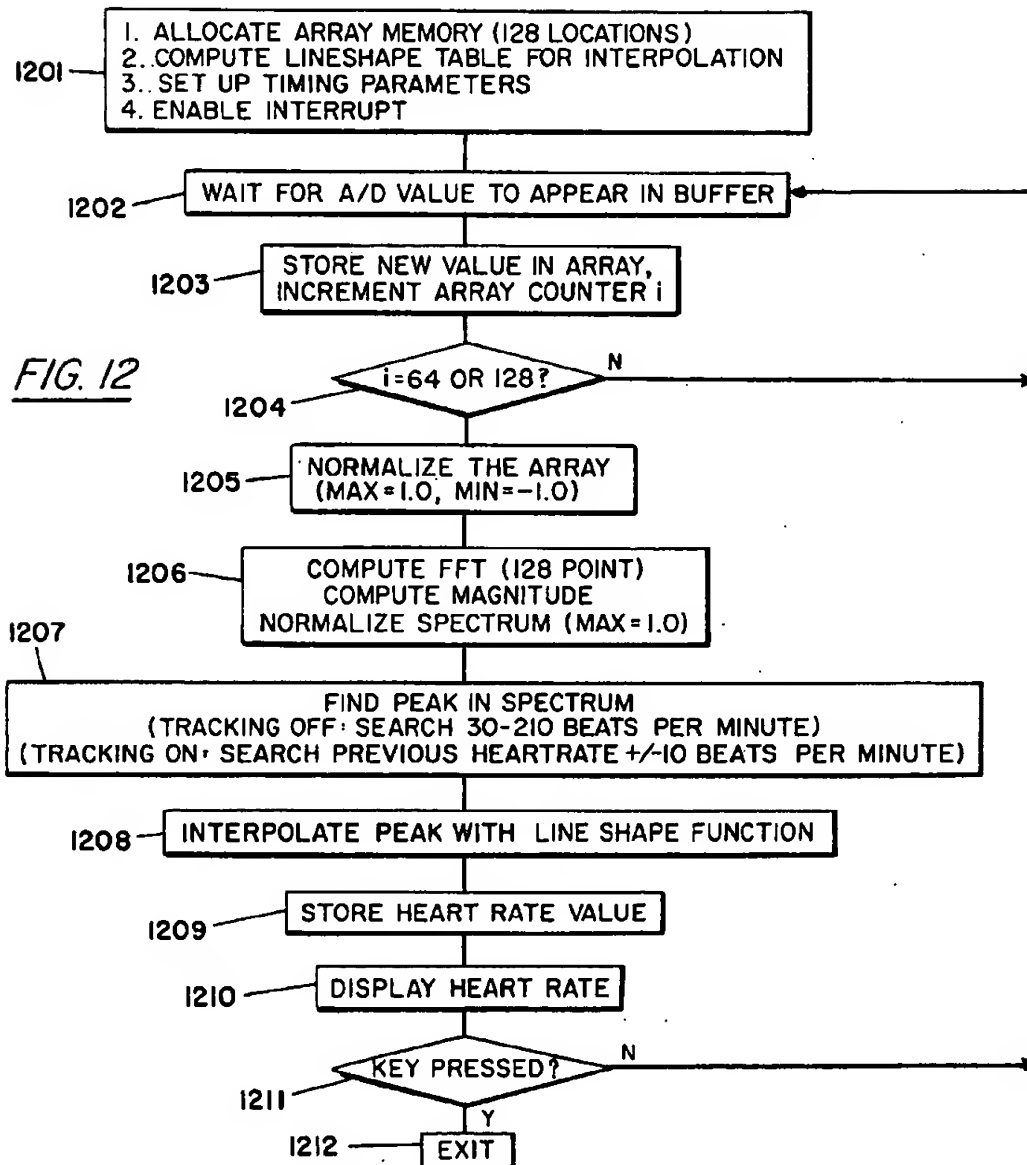 1. ALLOCATE ARRAY MEMORY (128 LOCATIONS)
2.. COMPUTE LINESHAPE TABLE FOR INTERPOLATION
3.. SET UP TIMING PARAMETERS
4. ENABLE INTERRUPT
1201
WAIT FOR A/D VALUE TO APPEAR IN BUFFER
1202
STORE NEW VALUE IN ARRAY,
INCREMENT ARRAY COUNTER i
1203
FIG. 12
i=64 OR 128?
N
1204
NORMALIZE THE ARRAY
(MAX=1.0, MIN=-1.0)
1205
COMPUTE FFT (128 POINT)
COMPUTE MAGNITUDE
NORMALIZE SPECTRUM (MAX=1.0)
1206
1207
FIND PEAK IN SPECTRUM
(TRACKING OFF: SEARCH 30-210 BEATS PER MINUTE)
(TRACKING ON: SEARCH PREVIOUS HEARTRATE +/-10 BEATS PER MINUTE)
INTERPOLATE PEAK WITH LINE SHAPE FUNCTION
1208
STORE HEART RATE VALUE
1209
DISPLAY HEART RATE
1210
KEY PRESSED?
N
1211
Y
EXIT
1212